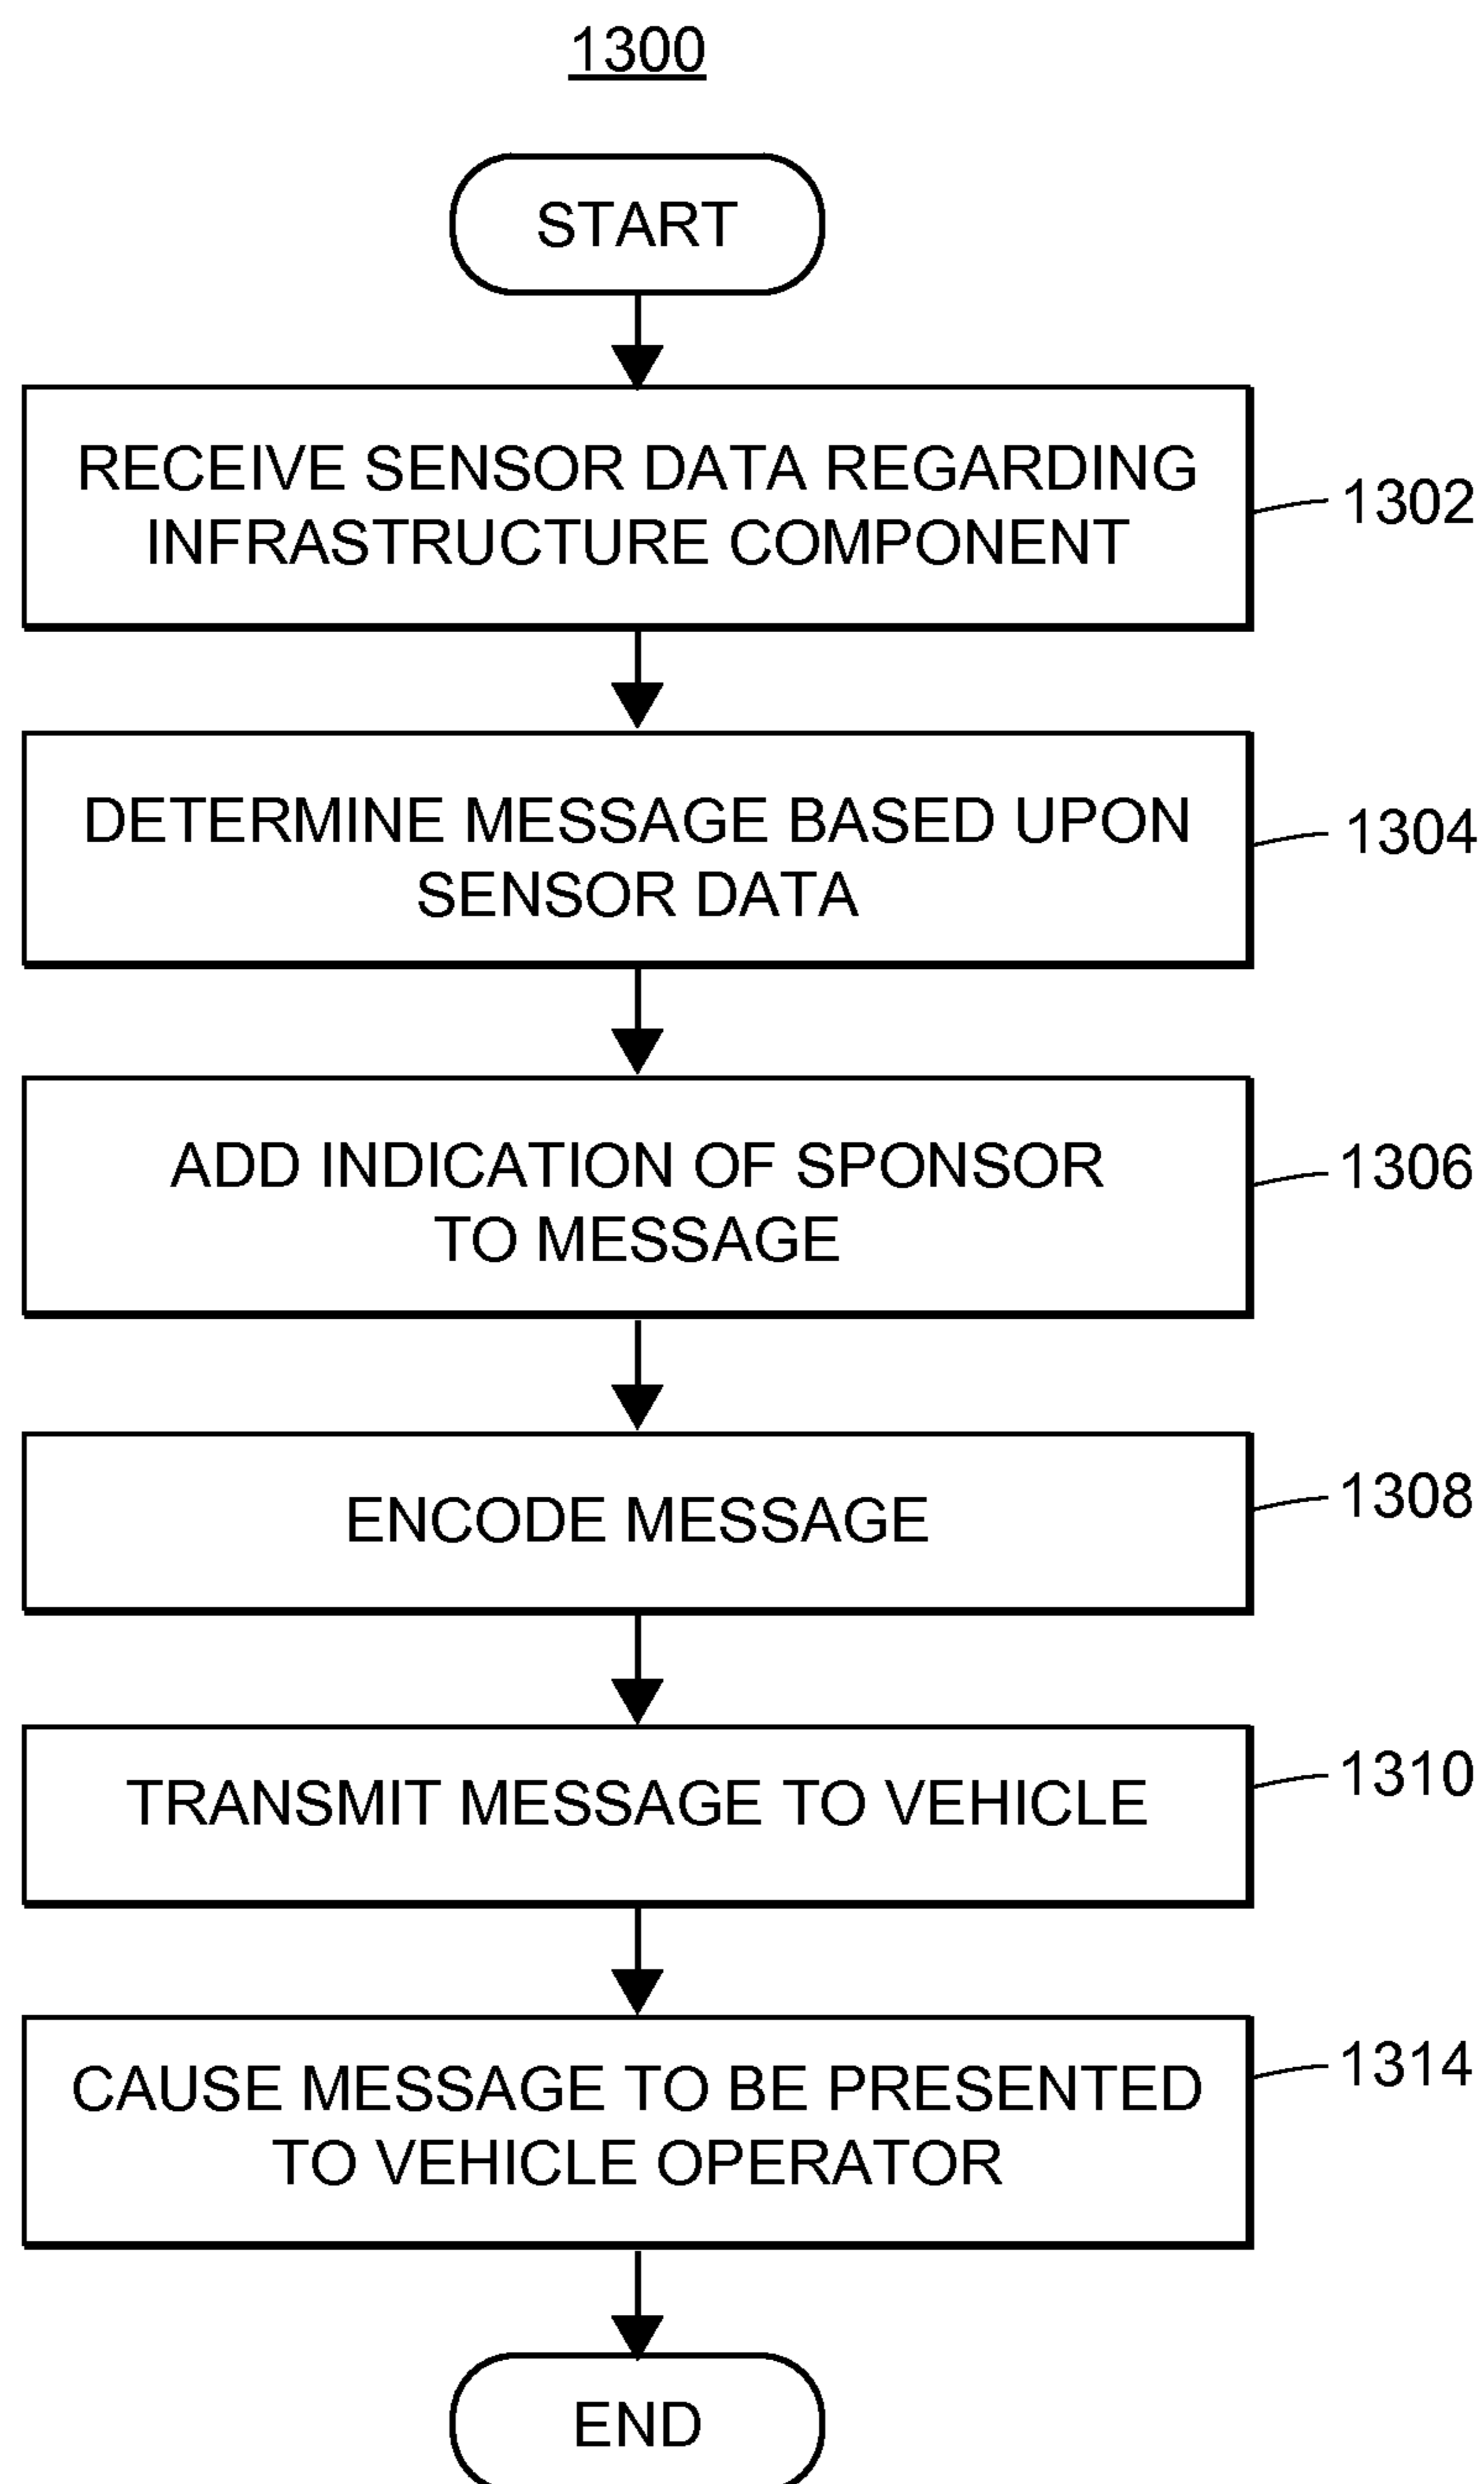 1300
START
RECEIVE SENSOR DATA REGARDING
INFRASTRUCTURE COMPONENT
1302
DETERMINE MESSAGE BASED UPON
SENSOR DATA
1304
ADD INDICATION OF SPONSOR
TO MESSAGE
1306
ENCODE MESSAGE
1308
TRANSMIT MESSAGE TO VEHICLE
1310
CAUSE MESSAGE TO BE PRESENTED
TO VEHICLE OPERATOR
1314
END